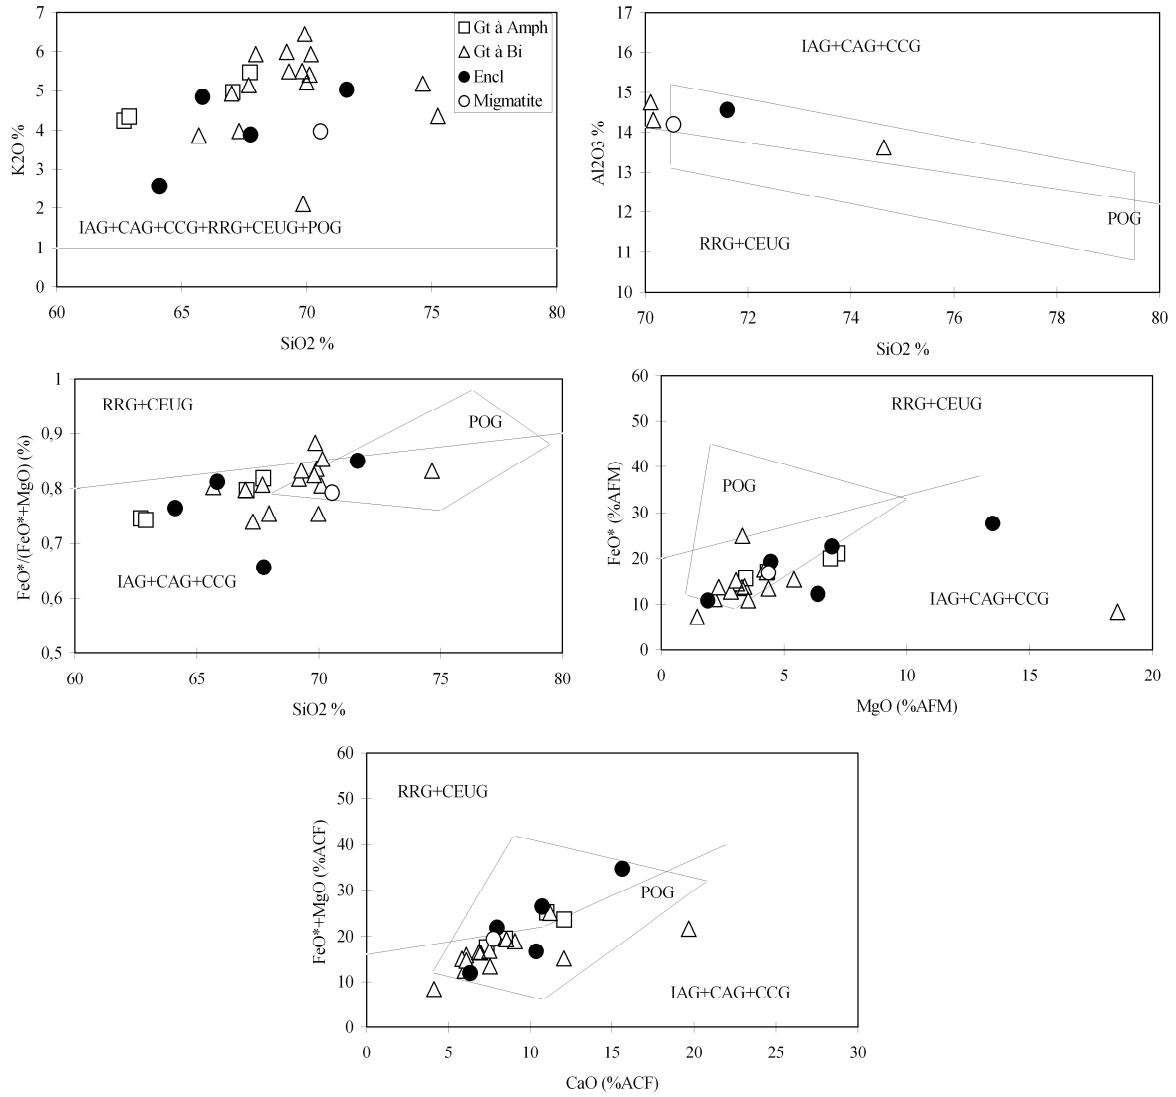 7
6
5
4
3
2
1
0
K2O %
Gt à Amph
Gt à Bi
Encl
Migmatite
IAG+CAG+CCG+RRG+CEUG+POG
60
65
70
75
80
SiO2 %
17
16
15
14
13
12
11
10
Al2O3 %
IAG+CAG+CCG
POG
RRG+CEUG
70
72
74
76
78
80
SiO2 %
1
0,9
0,8
0,7
0,6
0,5
FeO*/(FeO*+MgO) (%)
RRG+CEUG
POG
IAG+CAG+CCG
60
65
70
75
80
SiO2 %
60
50
40
30
20
10
0
FeO* (%AFM)
RRG+CEUG
POG
IAG+CAG+CCG
0
5
10
15
20
MgO (%AFM)
60
50
40
30
20
10
0
FeO*+MgO (%ACF)
RRG+CEUG
POG
IAG+CAG+CCG
0
5
10
15
20
25
30
CaO (%ACF)